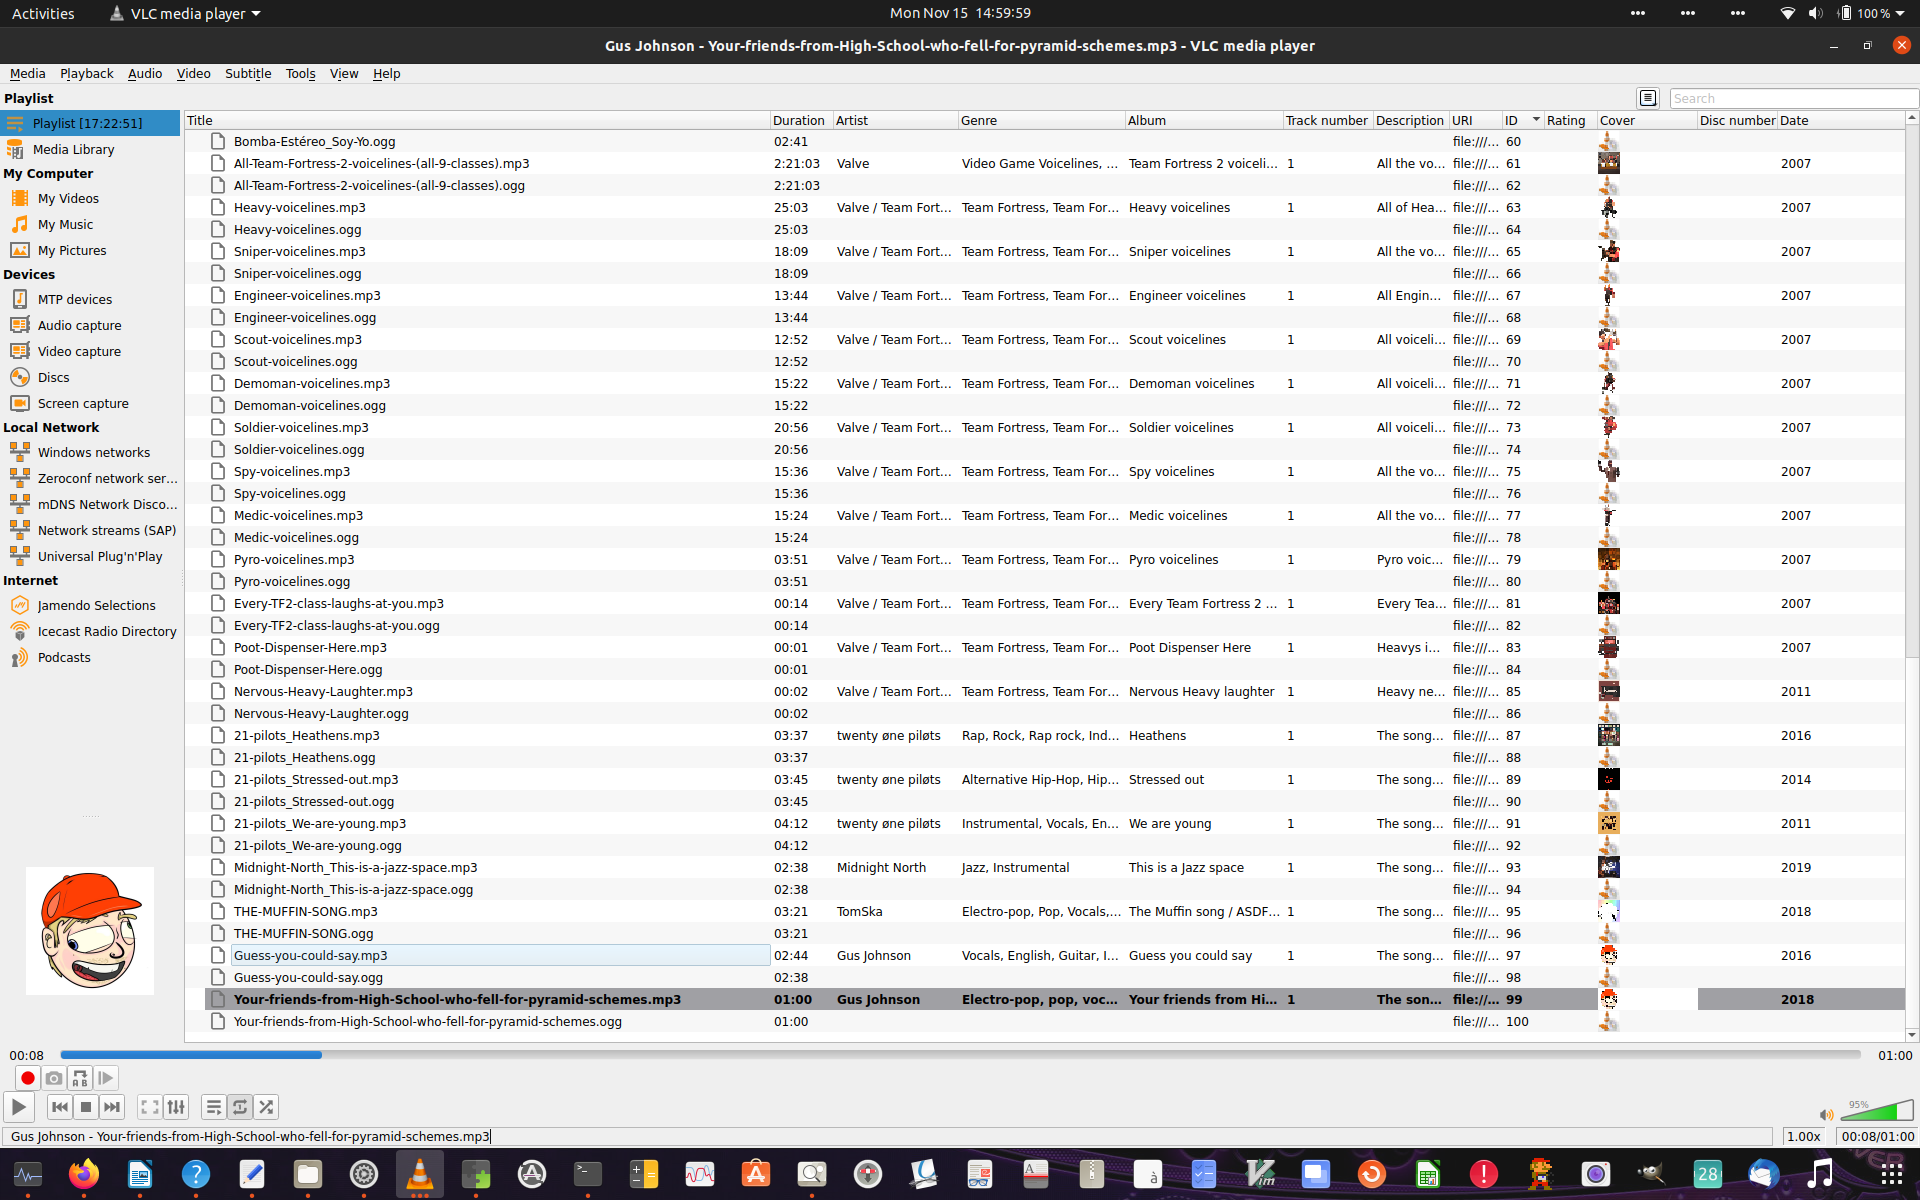 Activities VLC media player Mon Nov 15 14:59:59 100 %
Gus Johnson - Your-friends-from-High-School-who-fell-for-pyramid-schemes.mp3 - VLC media player
Media Playback Audio Video Subtitle Tools View Help
Playlist
Search
Playlist [17:22:51]
Media Library
My Computer
My Videos
My Music
My Pictures
Devices
MTP devices
Audio capture
Video capture
Discs
Screen capture
Local Network
Windows networks
Zeroconf network ser...
mDNS Network Disco...
Network streams (SAP)
Universal Plug'n'Play
Internet
Jamendo Selections
Icecast Radio Directory
Podcasts
Title Duration Artist Genre Album Track number Description URI ID Rating Cover Disc number Date
Bomba-Estéreo_Soy-Yo.ogg 02:41 file:///... 60
All-Team-Fortress-2-voicelines-(all-9-classes).mp3 2:21:03 Valve Video Game Voicelines, ... Team Fortress 2 voiceli... 1 All the vo... file:///... 61 2007
All-Team-Fortress-2-voicelines-(all-9-classes).ogg 2:21:03 file:///... 62
Heavy-voicelines.mp3 25:03 Valve / Team Fort... Team Fortress, Team For... Heavy voicelines 1 All of Hea... file:///... 63 2007
Heavy-voicelines.ogg 25:03 file:///... 64
Sniper-voicelines.mp3 18:09 Valve / Team Fort... Team Fortress, Team For... Sniper voicelines 1 All the vo... file:///... 65 2007
Sniper-voicelines.ogg 18:09 file:///... 66
Engineer-voicelines.mp3 13:44 Valve / Team Fort... Team Fortress, Team For... Engineer voicelines 1 All Engin... file:///... 67 2007
Engineer-voicelines.ogg 13:44 file:///... 68
Scout-voicelines.mp3 12:52 Valve / Team Fort... Team Fortress, Team For... Scout voicelines 1 All voiceli... file:///... 69 2007
Scout-voicelines.ogg 12:52 file:///... 70
Demoman-voicelines.mp3 15:22 Valve / Team Fort... Team Fortress, Team For... Demoman voicelines 1 All voiceli... file:///... 71 2007
Demoman-voicelines.ogg 15:22 file:///... 72
Soldier-voicelines.mp3 20:56 Valve / Team Fort... Team Fortress, Team For... Soldier voicelines 1 All voiceli... file:///... 73 2007
Soldier-voicelines.ogg 20:56 file:///... 74
Spy-voicelines.mp3 15:36 Valve / Team Fort... Team Fortress, Team For... Spy voicelines 1 All the vo... file:///... 75 2007
Spy-voicelines.ogg 15:36 file:///... 76
Medic-voicelines.mp3 15:24 Valve / Team Fort... Team Fortress, Team For... Medic voicelines 1 All the vo... file:///... 77 2007
Medic-voicelines.ogg 15:24 file:///... 78
Pyro-voicelines.mp3 03:51 Valve / Team Fort... Team Fortress, Team For... Pyro voicelines 1 Pyro voic... file:///... 79 2007
Pyro-voicelines.ogg 03:51 file:///... 80
Every-TF2-class-laughs-at-you.mp3 00:14 Valve / Team Fort... Team Fortress, Team For... Every Team Fortress 2 ... 1 Every Tea... file:///... 81 2007
Every-TF2-class-laughs-at-you.ogg 00:14 file:///... 82
Poot-Dispenser-Here.mp3 00:01 Valve / Team Fort... Team Fortress, Team For... Poot Dispenser Here 1 Heavys i... file:///... 83 2007
Poot-Dispenser-Here.ogg 00:01 file:///... 84
Nervous-Heavy-Laughter.mp3 00:02 Valve / Team Fort... Team Fortress, Team For... Nervous Heavy laughter 1 Heavy ne... file:///... 85 2011
Nervous-Heavy-Laughter.ogg 00:02 file:///... 86
21-pilots_Heathens.mp3 03:37 twenty øne piløts Rap, Rock, Rap rock, Ind... Heathens 1 The song... file:///... 87 2016
21-pilots_Heathens.ogg 03:37 file:///... 88
21-pilots_Stressed-out.mp3 03:45 twenty øne piløts Alternative Hip-Hop, Hip... Stressed out 1 The song... file:///... 89 2014
21-pilots_Stressed-out.ogg 03:45 file:///... 90
21-pilots_We-are-young.mp3 04:12 twenty øne piløts Instrumental, Vocals, En... We are young 1 The song... file:///... 91 2011
21-pilots_We-are-young.ogg 04:12 file:///... 92
Midnight-North_This-is-a-jazz-space.mp3 02:38 Midnight North Jazz, Instrumental This is a Jazz space 1 The song... file:///... 93 2019
Midnight-North_This-is-a-jazz-space.ogg 02:38 file:///... 94
THE-MUFFIN-SONG.mp3 03:21 TomSka Electro-pop, Pop, Vocals,... The Muffin song / ASDF... 1 The song... file:///... 95 2018
THE-MUFFIN-SONG.ogg 03:21 file:///... 96
Guess-you-could-say.mp3 02:44 Gus Johnson Vocals, English, Guitar, I... Guess you could say 1 The song... file:///... 97 2016
Guess-you-could-say.ogg 02:38 file:///... 98
Your-friends-from-High-School-who-fell-for-pyramid-schemes.mp3 01:00 Gus Johnson Electro-pop, pop, voc... Your friends from Hi... 1 The son... file://... 99 2018
Your-friends-from-High-School-who-fell-for-pyramid-schemes.ogg 01:00 file:///... 100
00:08 01:00
95%
Gus Johnson - Your-friends-from-High-School-who-fell-for-pyramid-schemes.mp3 1.00x 00:08/01:00
28